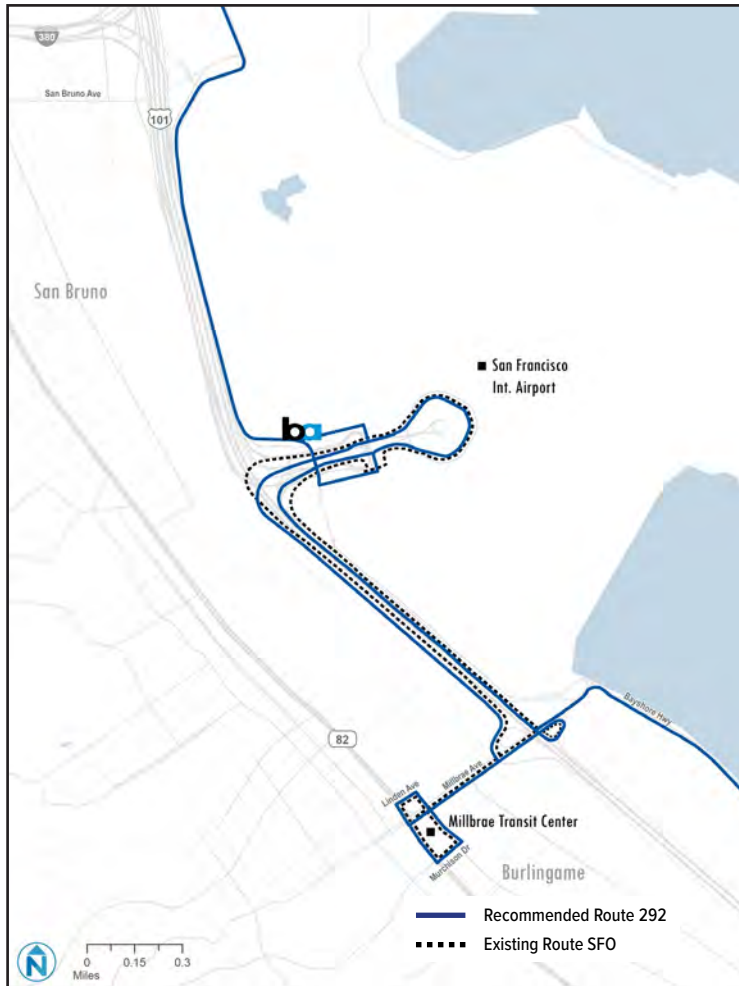 380
San Bruno Ave
101
San Bruno
San Francisco
Int. Airport
ba
Bayshore Hwy
82
Millbrae Ave
Linden Ave
Millbrae Transit Center
Murchison Dr
Burlingame
Recommended Route 292
Existing Route SFO
N
0 0.15 0.3
Miles